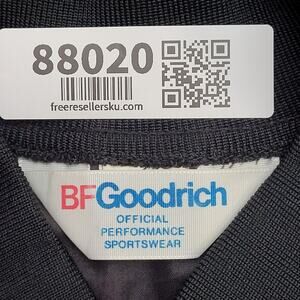 88020
freeresellersku.com
BFGoodrich
OFFICIAL
PERFORMANCE
SPORTSWEAR